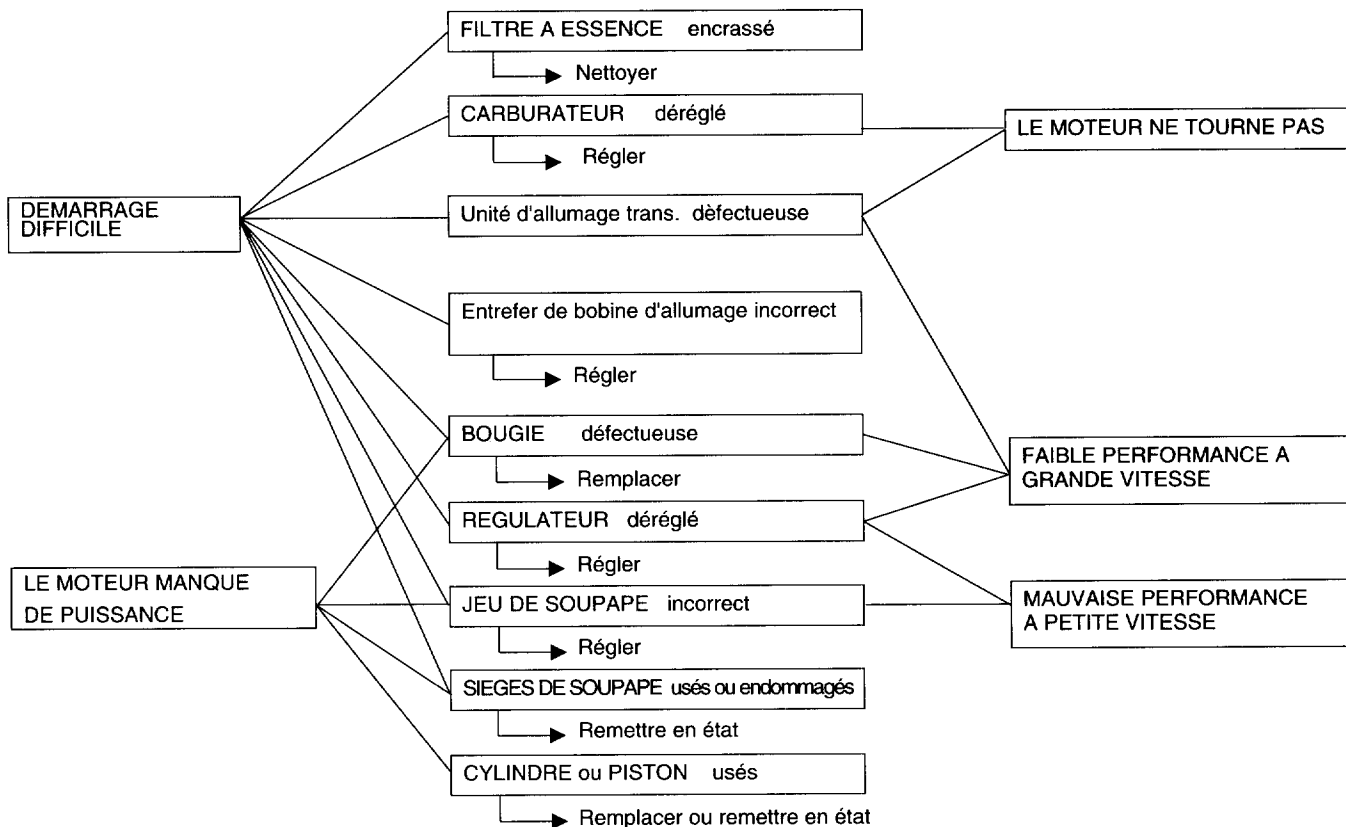 FILTRE A ESSENCE encrassé
Nettoyer
CARBURATEUR déréglé
Régler
LE MOTEUR NE TOURNE PAS
DEMARRAGE
DIFFICILE
Unité d'allumage trans. dèfectueuse
Entrefer de bobine d'allumage incorrect
Régler
BOUGIE défectueuse
Remplacer
FAIBLE PERFORMANCE A
GRANDE VITESSE
REGULATEUR déréglé
Régler
LE MOTEUR MANQUE
DE PUISSANCE
JEU DE SOUPAPE incorrect
Régler
MAUVAISE PERFORMANCE
A PETITE VITESSE
SIEGES DE SOUPAPE usés ou endommagés
Remettre en état
CYLINDRE ou PISTON usés
Remplacer ou remettre en état